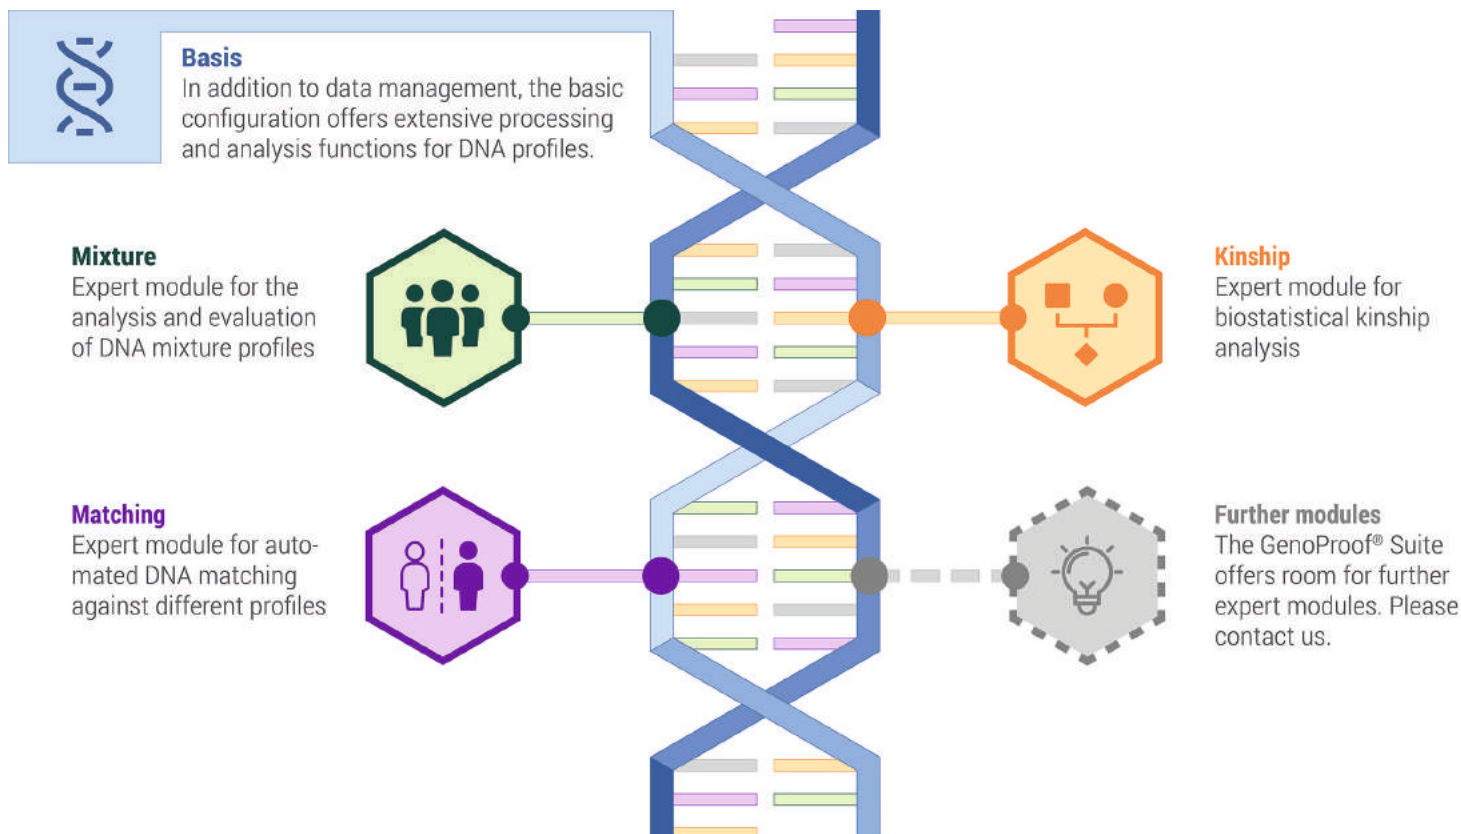 Basis
In addition to data management, the basic
configuration offers extensive processing
and analysis functions for DNA profiles.
Mixture
Expert module for the
analysis and evaluation
of DNA mixture profiles
Kinship
Expert module for
biostatistical kinship
analysis
Matching
Expert module for auto-
mated DNA matching
against different profiles
Further modules
The GenoProof® Suite
offers room for further
expert modules. Please
contact us.